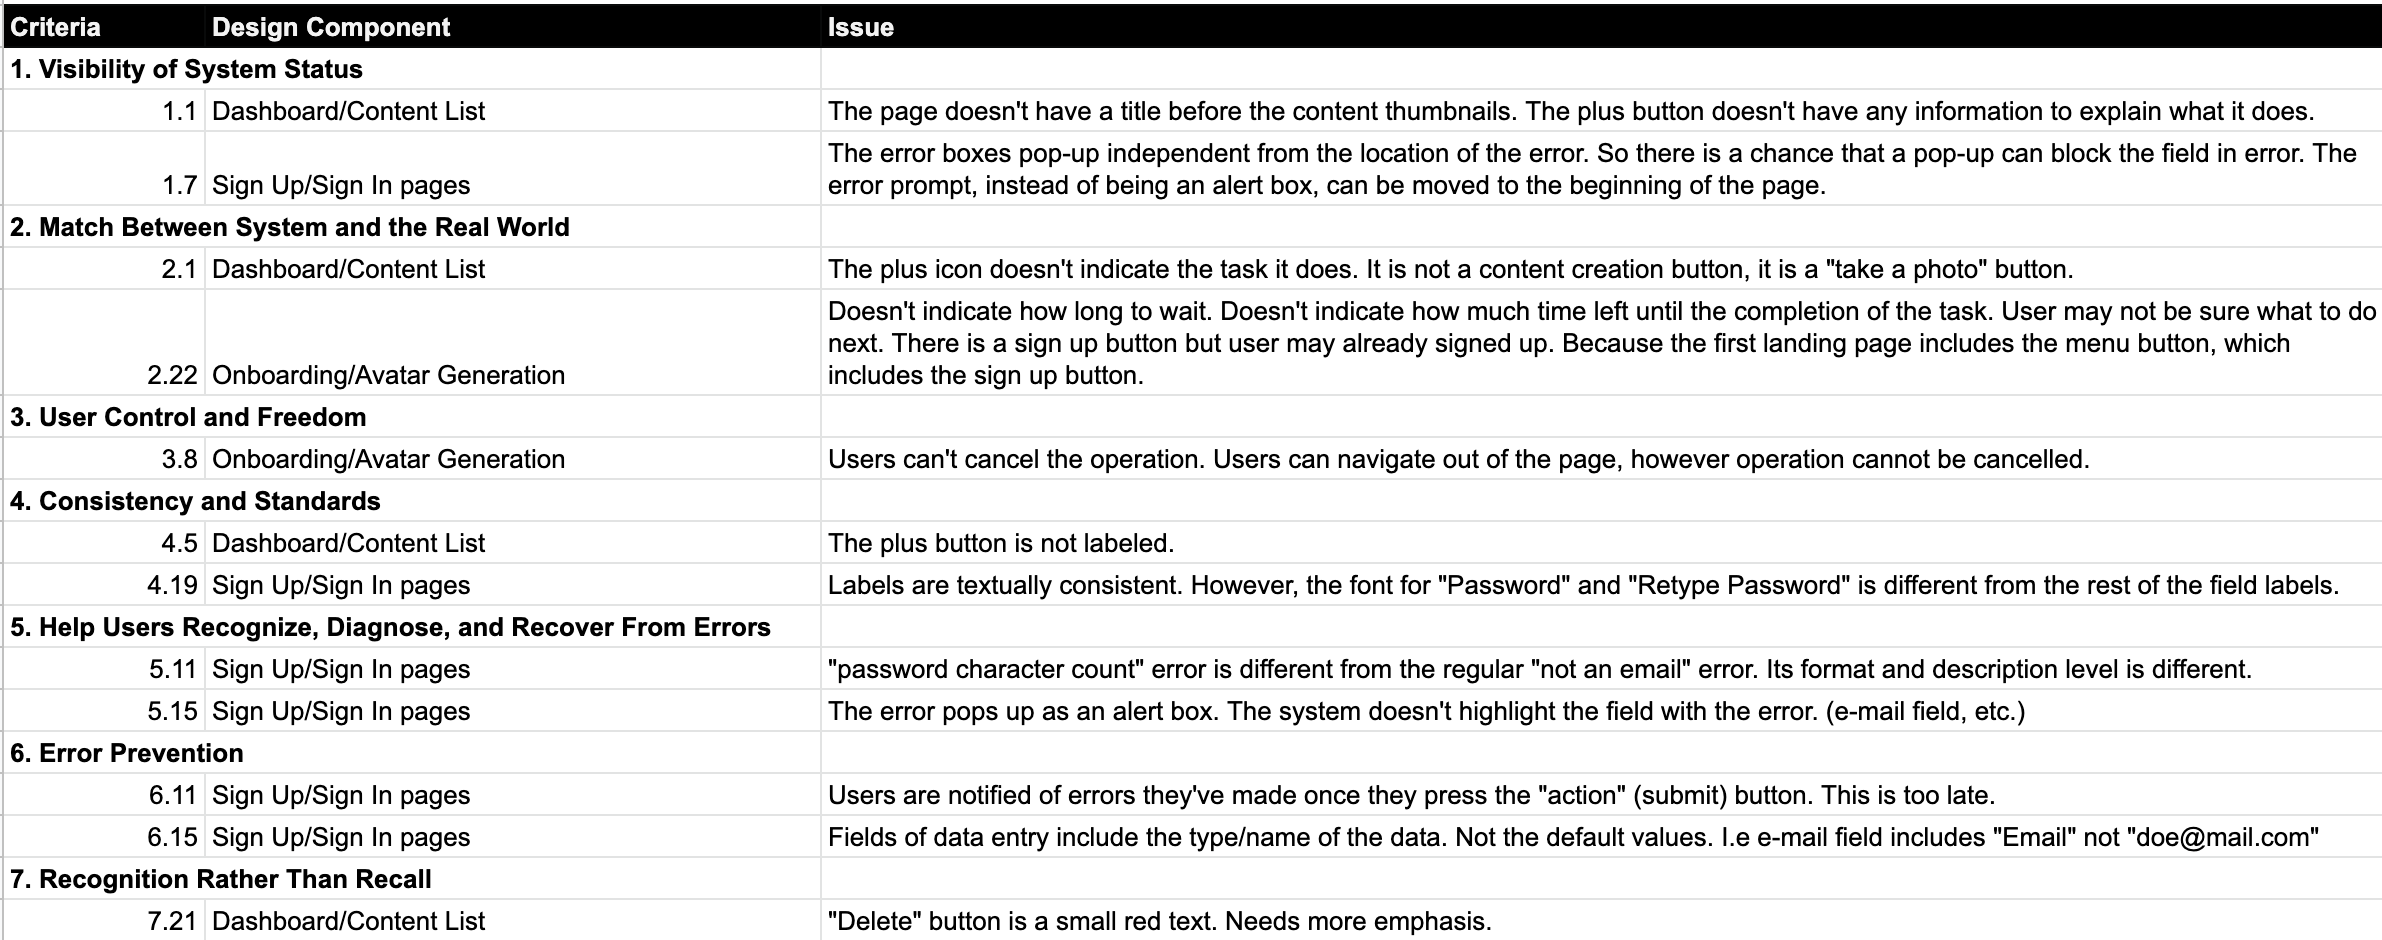 Criteria Design Component Issue
1. Visibility of System Status
1.1 Dashboard/Content List The page doesn't have a title before the content thumbnails. The plus button doesn't have any information to explain what it does.
The error boxes pop-up independent from the location of the error. So there is a chance that a pop-up can block the field in error. The
1.7 Sign Up/Sign In pages error prompt, instead of being an alert box, can be moved to the beginning of the page.
2. Match Between System and the Real World
2.1 Dashboard/Content List The plus icon doesn't indicate the task it does. It is not a content creation button, it is a "take a photo" button.
Doesn't indicate how long to wait. Doesn't indicate how much time left until the completion of the task. User may not be sure what to do
next. There is a sign up button but user may already signed up. Because the first landing page includes the menu button, which
2.22 Onboarding/Avatar Generation includes the sign up button.
3. User Control and Freedom
3.8 Onboarding/Avatar Generation Users can't cancel the operation. Users can navigate out of the page, however operation cannot be cancelled.
4. Consistency and Standards
4.5 Dashboard/Content List The plus button is not labeled.
4.19 Sign Up/Sign In pages Labels are textually consistent. However, the font for "Password" and "Retype Password" is different from the rest of the field labels.
5. Help Users Recognize, Diagnose, and Recover From Errors
5.11 Sign Up/Sign In pages "password character count" error is different from the regular "not an email" error. Its format and description level is different.
5.15 Sign Up/Sign In pages The error pops up as an alert box. The system doesn't highlight the field with the error. (e-mail field, etc.)
6. Error Prevention
6.11 Sign Up/Sign In pages Users are notified of errors they've made once they press the "action" (submit) button. This is too late.
6.15 Sign Up/Sign In pages Fields of data entry include the type/name of the data. Not the default values. I.e e-mail field includes "Email" not "doe@mail.com"
7. Recognition Rather Than Recall
7.21 Dashboard/Content List "Delete" button is a small red text. Needs more emphasis.